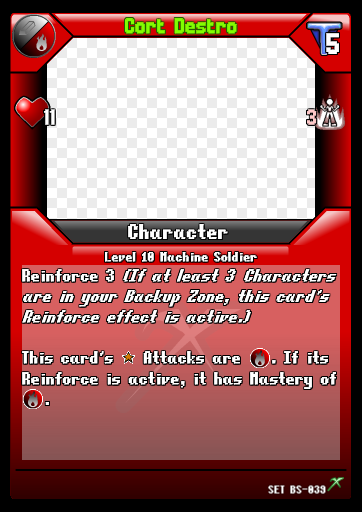 Cort Destro
T 5
11
3
Character
Level 10 Machine Soldier
Reinforce 3 (If at least 3 Characters
are in your Backup Zone, this card's
Reinforce effect is active.)
This card's Attacks are . If its
Reinforce is active, it has Mastery of
.
SET BS-039